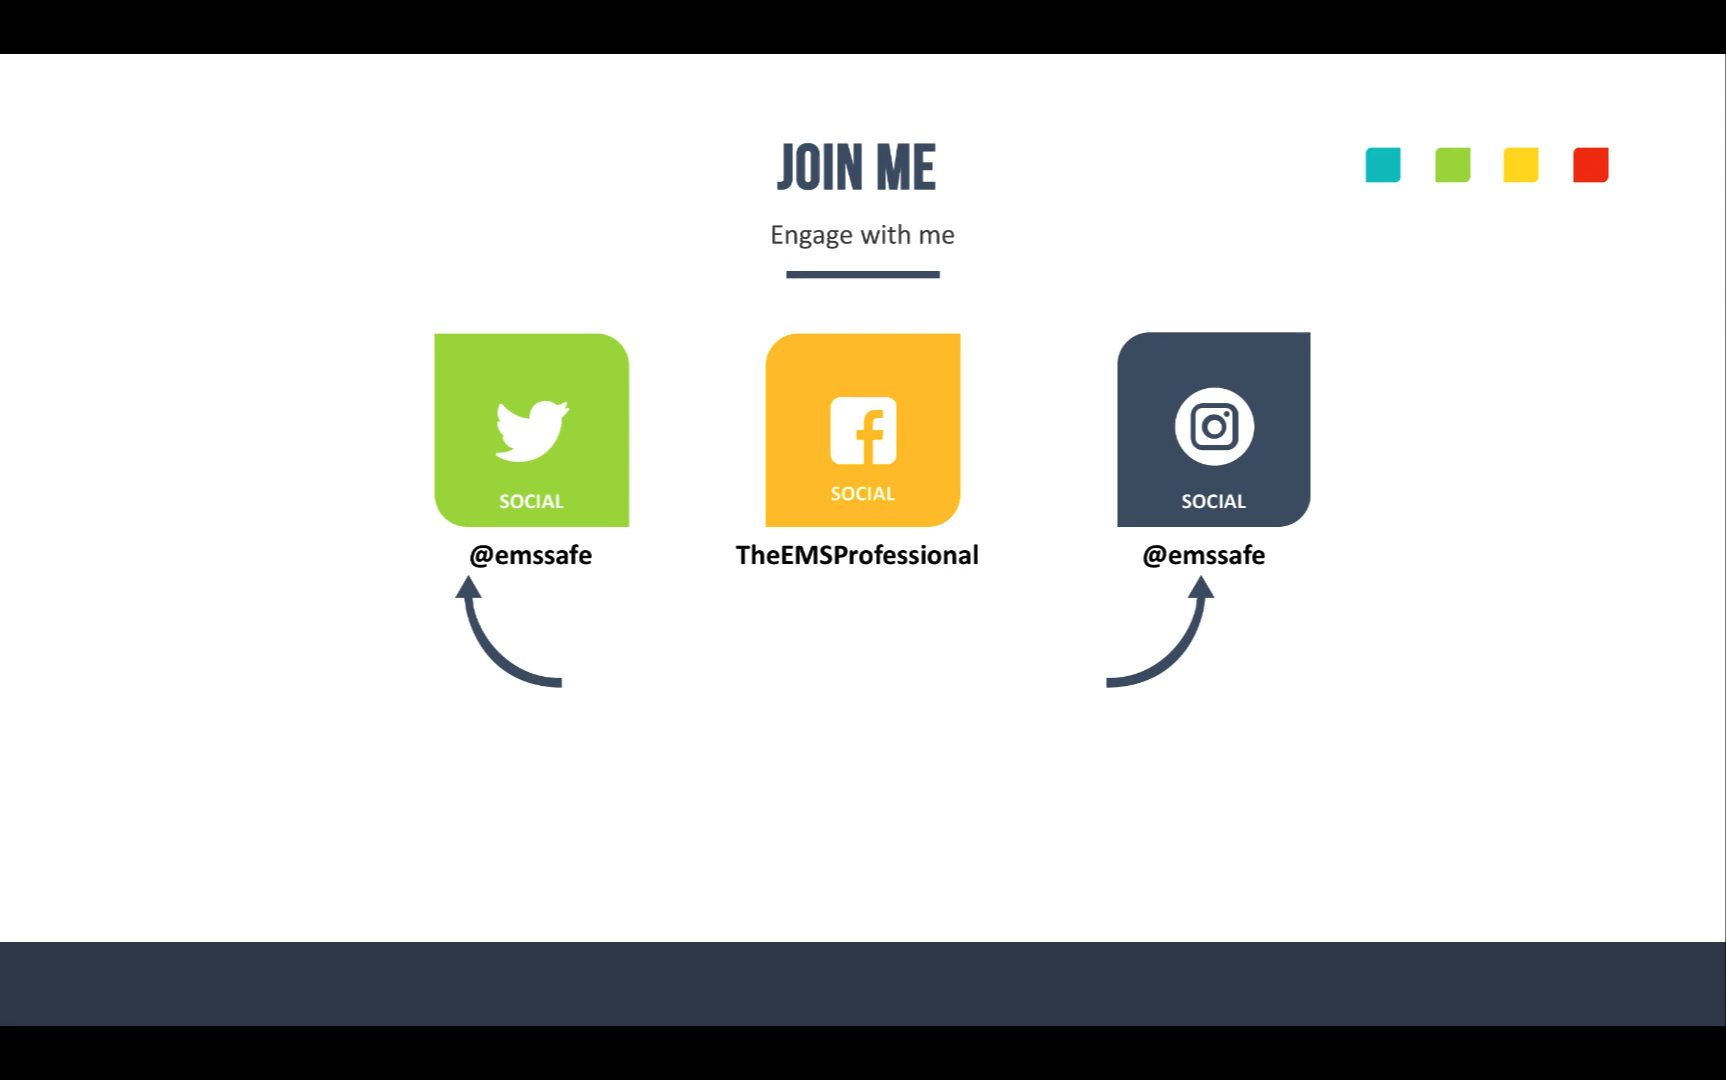 JOIN ME
Engage with me
SOCIAL
SOCIAL
SOCIAL
@emssafe
TheEMSProfessional
@emssafe